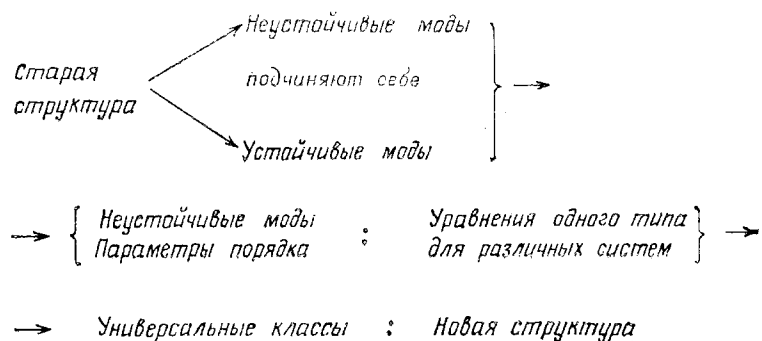 Неустойчивые моды
Старая
структура
подчиняют себе
Устойчивые моды
Неустойчивые моды : Уравнения одного типа
Параметры порядка для различных систем
Универсальные классы : Новая структура